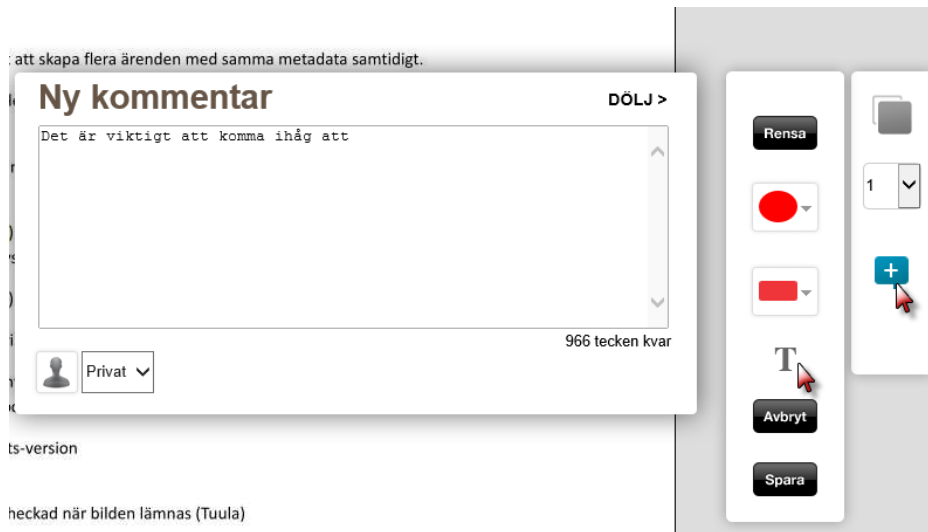 att skapa flera ärenden med samma metadata samtidigt.
Ny kommentar
DÖLJ >
Det är viktigt att komma ihåg att
966 tecken kvar
Privat
ts-version
heckad när bilden lämnas (Tuula)
Rensa
T
Avbryt
Spara
1